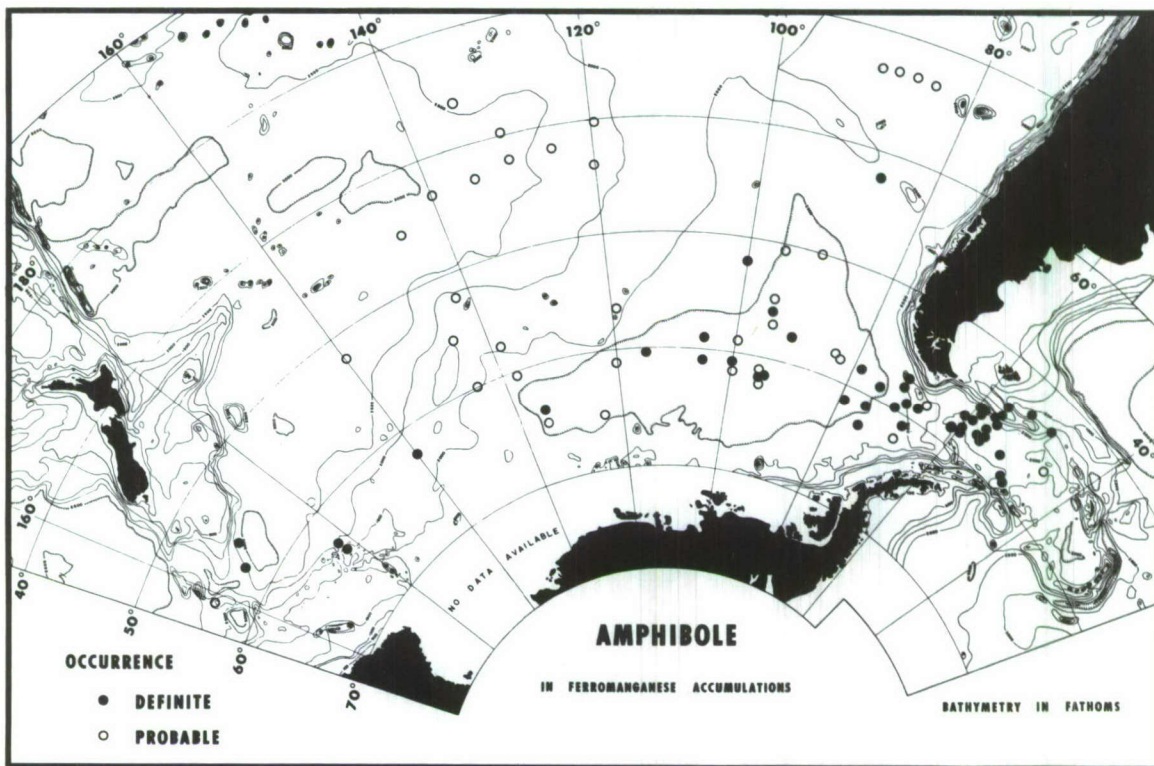 160°
140°
120°
100°
80°
180°
60°
40°
160°
40°
50°
60°
70°
NO DATA AVAILABLE
AMPHIBOLE
IN FERROMANGANESE ACCUMULATIONS
BATHYMETRY IN FATHOMS
OCCURRENCE
DEFINITE
PROBABLE